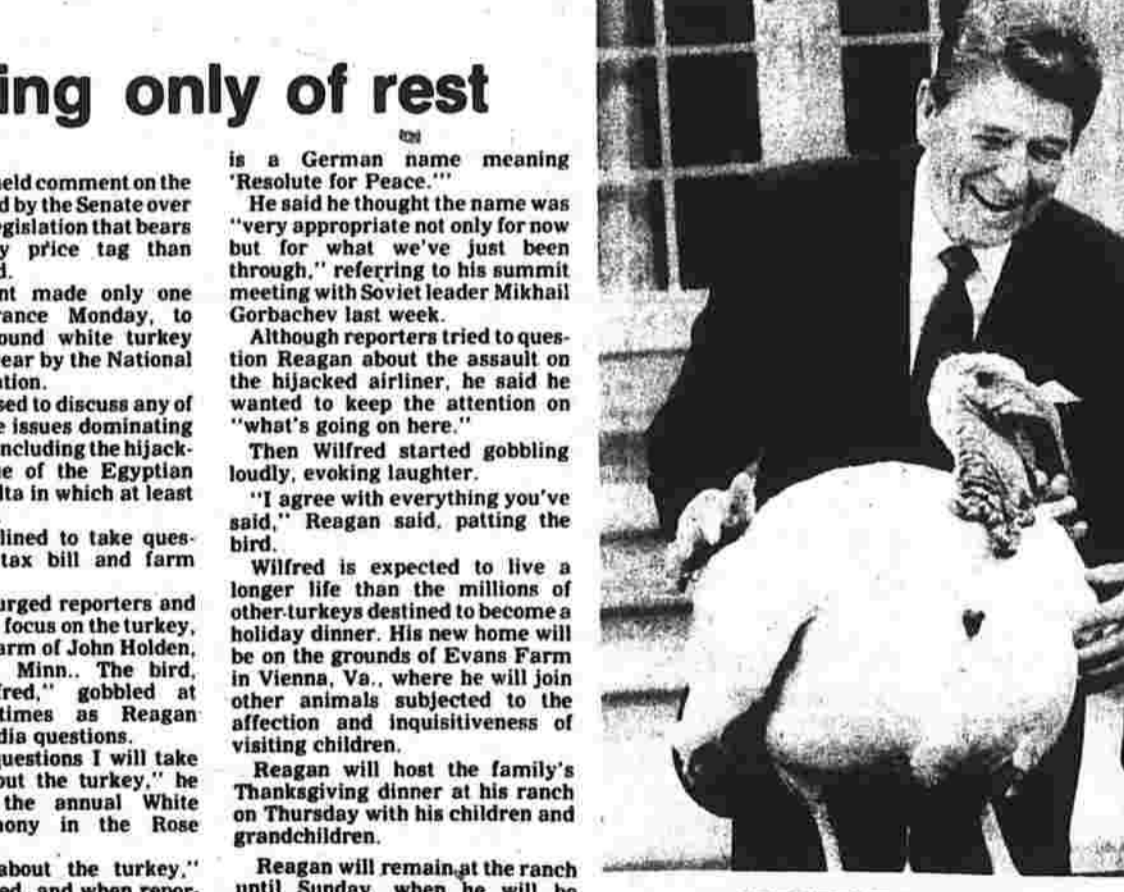 ing only of rest
eld comment on the
d by the Senate over
egislation that bears
y price tag than
d.
nt made only one
rance Monday, to
ound white turkey
ear by the National
ation.
sed to discuss any of
e issues dominating
ncluding the hijack-
e of the Egyptian
lta in which at least
lined to take ques-
tax bill and farm
urged reporters and
focus on the turkey,
arm of John Holden,
Minn.. The bird,
fred," gobbled at
times as Reagan
dia questions.
questions I will take
out the turkey," he
the annual White
mony in the Rose
about the turkey,"
ed, and when repor-
is a German name meaning
'Resolute for Peace.'"
He said he thought the name was
"very appropriate not only for now
but for what we've just been
through," referring to his summit
meeting with Soviet leader Mikhail
Gorbachev last week.
Although reporters tried to ques-
tion Reagan about the assault on
the hijacked airliner, he said he
wanted to keep the attention on
"what's going on here."
Then Wilfred started gobbling
loudly, evoking laughter.
"I agree with everything you've
said," Reagan said, patting the
bird.
Wilfred is expected to live a
longer life than the millions of
other turkeys destined to become a
holiday dinner. His new home will
be on the grounds of Evans Farm
in Vienna, Va., where he will join
other animals subjected to the
affection and inquisitiveness of
visiting children.
Reagan will host the family's
Thanksgiving dinner at his ranch
on Thursday with his children and
grandchildren.
Reagan will remain at the ranch
until Sunday, when he will be